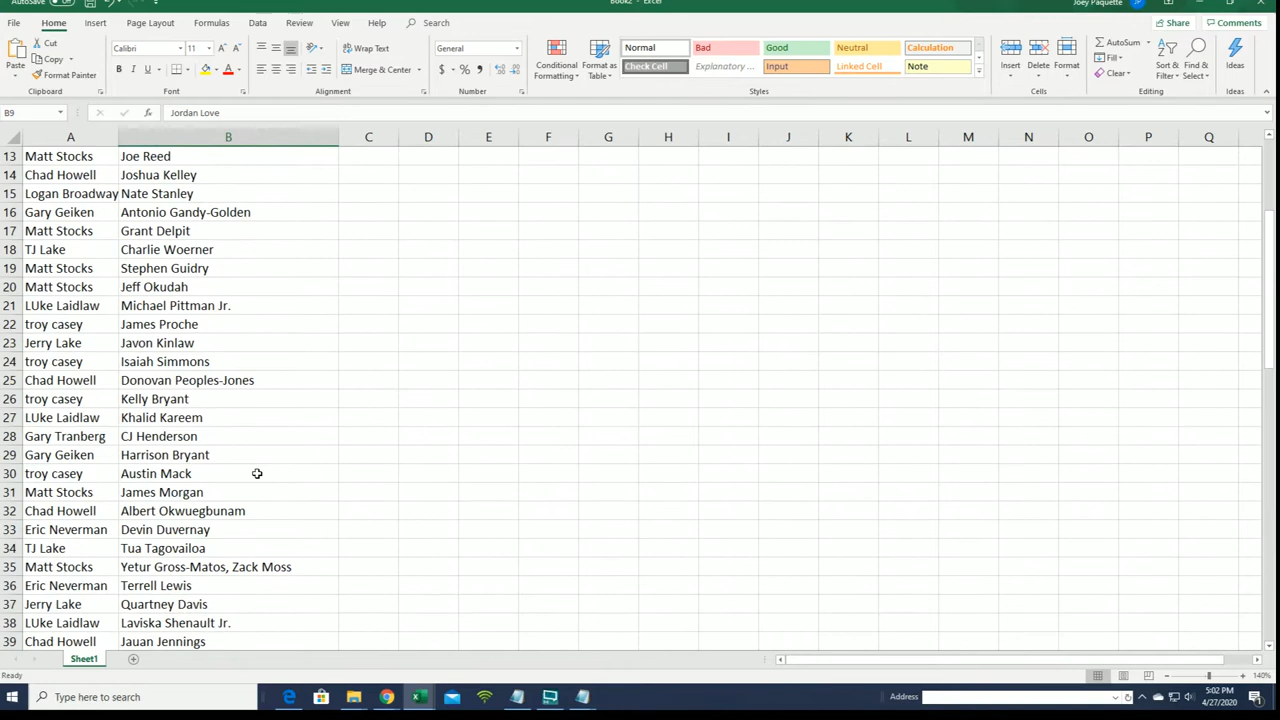 AutoSave Off Book2 - Excel Joey Paquette
File Home Insert Page Layout Formulas Data Review View Help Search Share Comments
Cut Calibri 11 Wrap Text General Normal Bad Good Neutral Calculation AutoSum
Copy Fill
Paste Format Painter B I U Merge & Center $ % Conditional Formatting Format as Table Check Cell Explanatory ... Input Linked Cell Note Insert Delete Format Clear Sort & Filter Find & Select Ideas
Clipboard Font Alignment Number Styles Cells Editing Ideas
B9 fx Jordan Love
A B C D E F G H I J K L M N O P Q
13 Matt Stocks Joe Reed
14 Chad Howell Joshua Kelley
15 Logan Broadway Nate Stanley
16 Gary Geiken Antonio Gandy-Golden
17 Matt Stocks Grant Delpit
18 TJ Lake Charlie Woerner
19 Matt Stocks Stephen Guidry
20 Matt Stocks Jeff Okudah
21 LUke Laidlaw Michael Pittman Jr.
22 troy casey James Proche
23 Jerry Lake Javon Kinlaw
24 troy casey Isaiah Simmons
25 Chad Howell Donovan Peoples-Jones
26 troy casey Kelly Bryant
27 LUke Laidlaw Khalid Kareem
28 Gary Tranberg CJ Henderson
29 Gary Geiken Harrison Bryant
30 troy casey Austin Mack
31 Matt Stocks James Morgan
32 Chad Howell Albert Okwuegbunam
33 Eric Neverman Devin Duvernay
34 TJ Lake Tua Tagovailoa
35 Matt Stocks Yetur Gross-Matos, Zack Moss
36 Eric Neverman Terrell Lewis
37 Jerry Lake Quartney Davis
38 LUke Laidlaw Laviska Shenault Jr.
39 Chad Howell Jauan Jennings
Sheet1
Ready 140%
Type here to search Address 5:02 PM
4/27/2020